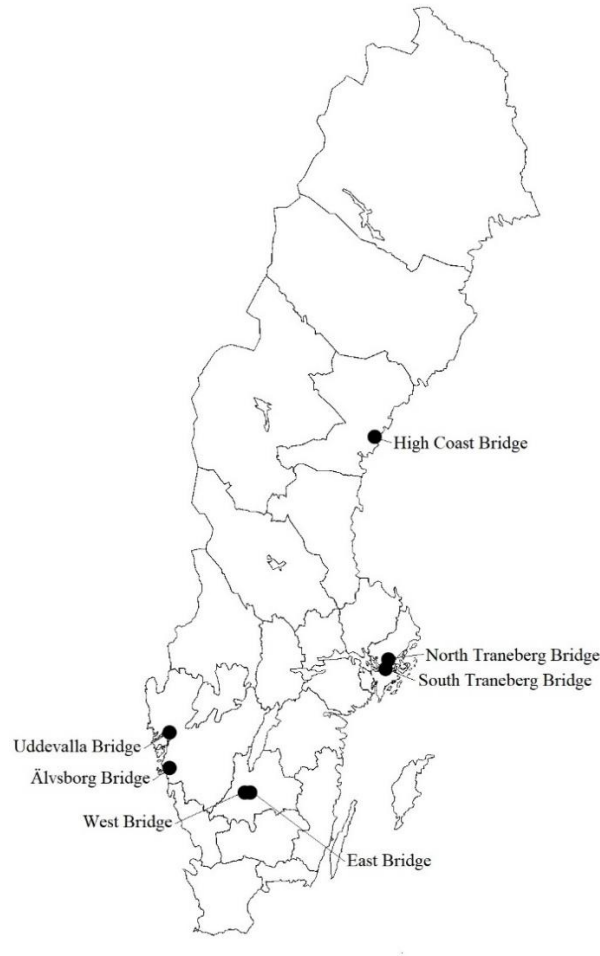 High Coast Bridge
North Traneberg Bridge
South Traneberg Bridge
Uddevalla Bridge
Älvsborg Bridge
West Bridge
East Bridge